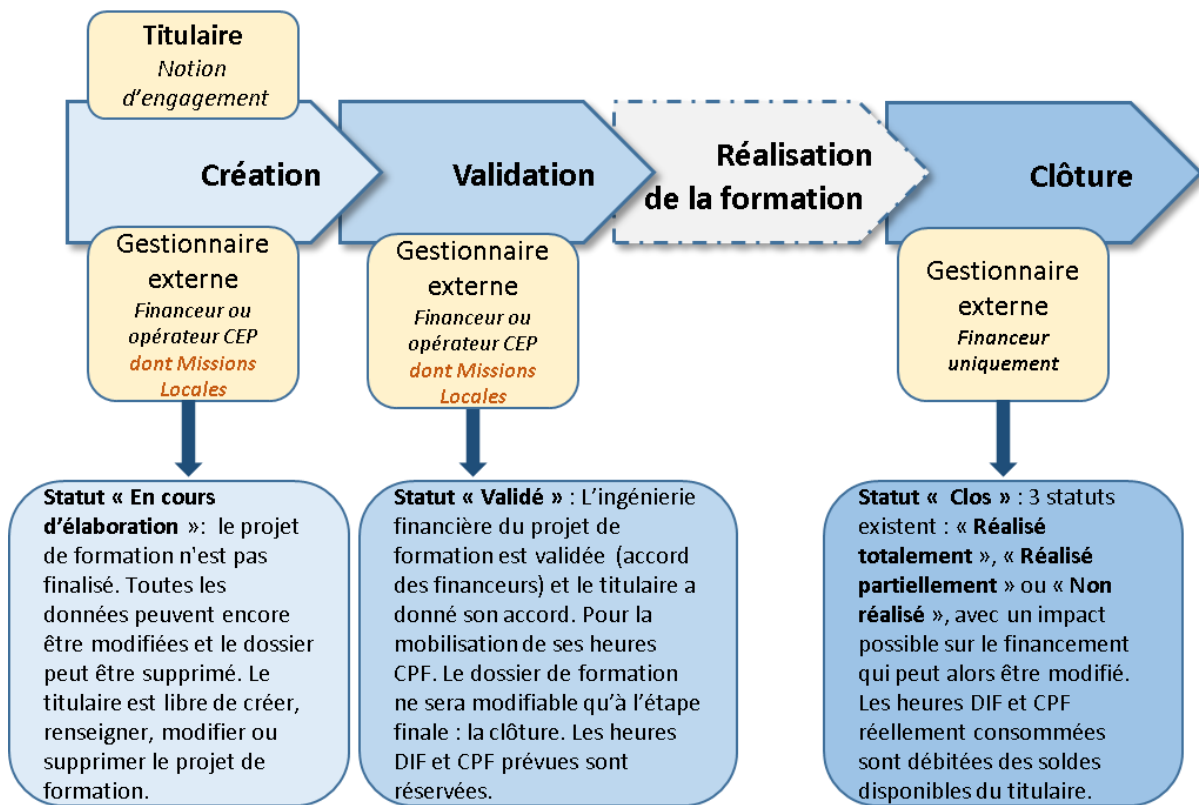 Titulaire
Notion
d'engagement
Création
Validation
Réalisation
de la formation
Clôture
Gestionnaire
externe
Financeur ou
opérateur CEP
dont Missions
Locales
Gestionnaire
externe
Financeur ou
opérateur CEP
dont Missions
Locales
Gestionnaire
externe
Financeur
uniquement
Statut « En cours
d'élaboration »:  le projet
de formation n'est pas
finalisé. Toutes les
données peuvent encore
être modifiées et le dossier
peut être supprimé. Le
titulaire est libre de créer,
renseigner, modifier ou
supprimer le projet de
formation.
Statut « Validé » : L'ingénierie
financière du projet de
formation est validée  (accord
des financeurs) et le titulaire a
donné son accord. Pour la
mobilisation de ses heures
CPF. Le dossier de formation
ne sera modifiable qu'à l'étape
finale : la clôture. Les heures
DIF et CPF prévues sont
réservées.
Statut «  Clos » : 3 statuts
existent : « Réalisé
totalement », « Réalisé
partiellement » ou « Non
réalisé », avec un impact
possible sur le financement
qui peut alors être modifié.
Les heures DIF et CPF
réellement consommées
sont débitées des soldes
disponibles du titulaire.